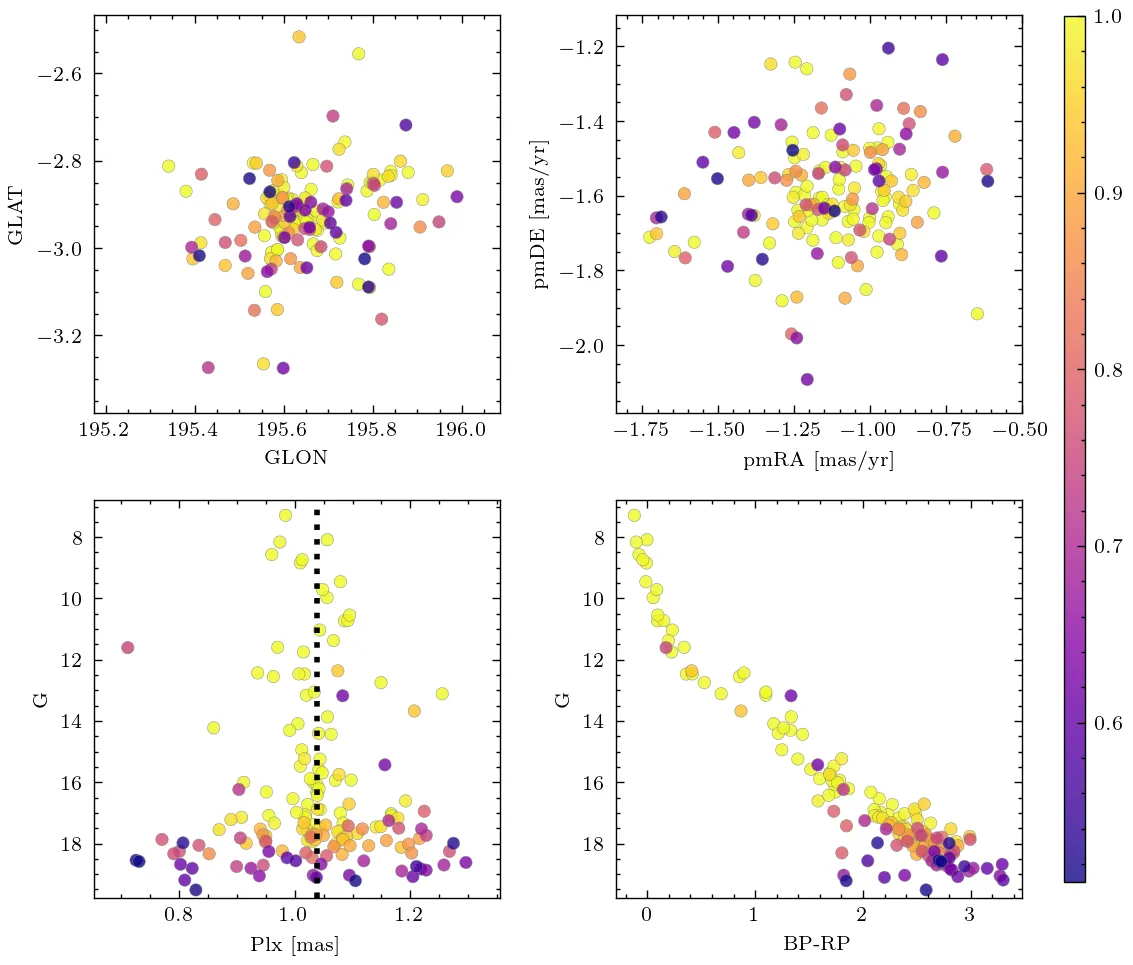 −2.6
−2.8
−3.0
−3.2
GLAT
195.2 195.4 195.6 195.8 196.0
GLON
−1.2
−1.4
−1.6
−1.8
−2.0
pmDE [mas/yr]
−1.75 −1.50 −1.25 −1.00 −0.75 −0.50
pmRA [mas/yr]
8
10
12
14
16
18
G
0.8 1.0 1.2
Plx [mas]
8
10
12
14
16
18
G
0 1 2 3
BP-RP
1.0
0.9
0.8
0.7
0.6